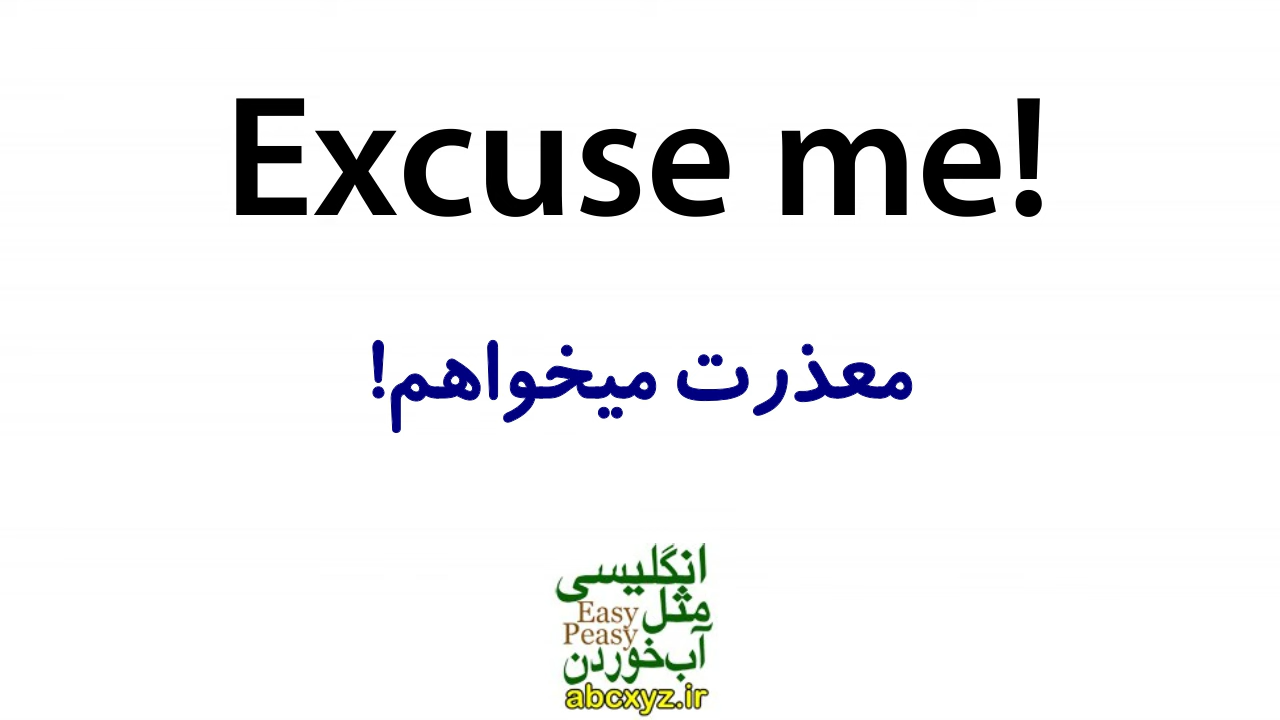 Excuse me!
معذرت میخواهم!
انگلیسی
مثل
Easy
Peasy
آب‌خوردن
abcxyz.ir